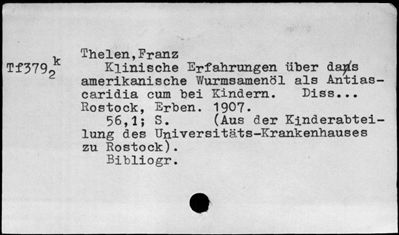 Thelen,Franz
Tf379₂ᵏ Klinische Erfahrungen über das
amerikanische Wurmsamenöl als Antias-
caridia cum bei Kindern. Diss...
Rostock, Erben. 1907.
56,1; S. (Aus der Kinderabtei-
lung des Universitäts-Krankenhauses
zu Rostock).
Bibliogr.